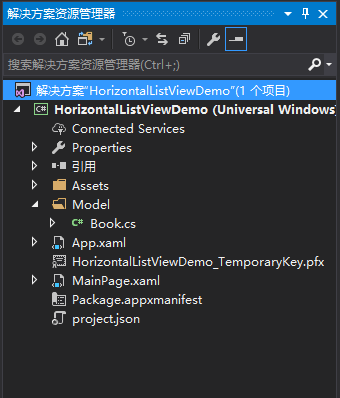 解决方案资源管理器
搜索解决方案资源管理器(Ctrl+;)
解决方案"HorizontalListViewDemo"(1 个项目)
HorizontalListViewDemo (Universal Windows)
Connected Services
Properties
引用
Assets
Model
Book.cs
App.xaml
HorizontalListViewDemo_TemporaryKey.pfx
MainPage.xaml
Package.appxmanifest
project.json